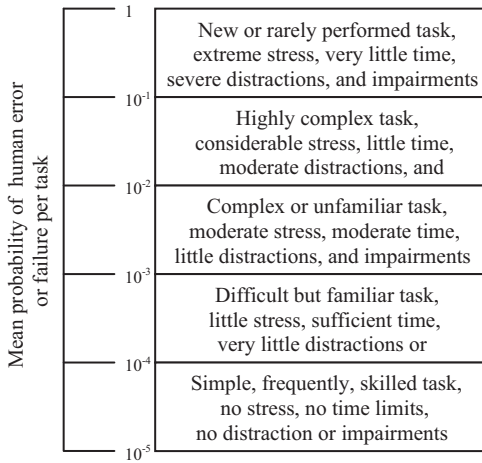 Mean probability of human error
or failure per task
1
New or rarely performed task,
extreme stress, very little time,
severe distractions, and impairments
10-1
Highly complex task,
considerable stress, little time,
moderate distractions, and
10-2
Complex or unfamiliar task,
moderate stress, moderate time,
little distractions, and impairments
10-3
Difficult but familiar task,
little stress, sufficient time,
very little distractions or
10-4
Simple, frequently, skilled task,
no stress, no time limits,
no distraction or impairments
10-5